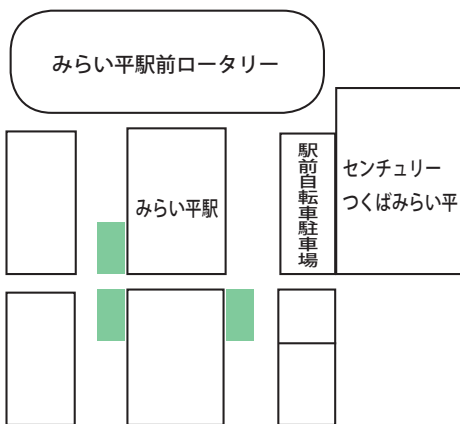 みらい平駅前ロータリー
みらい平駅
駅前自転車駐車場
センチュリー
つくばみらい平